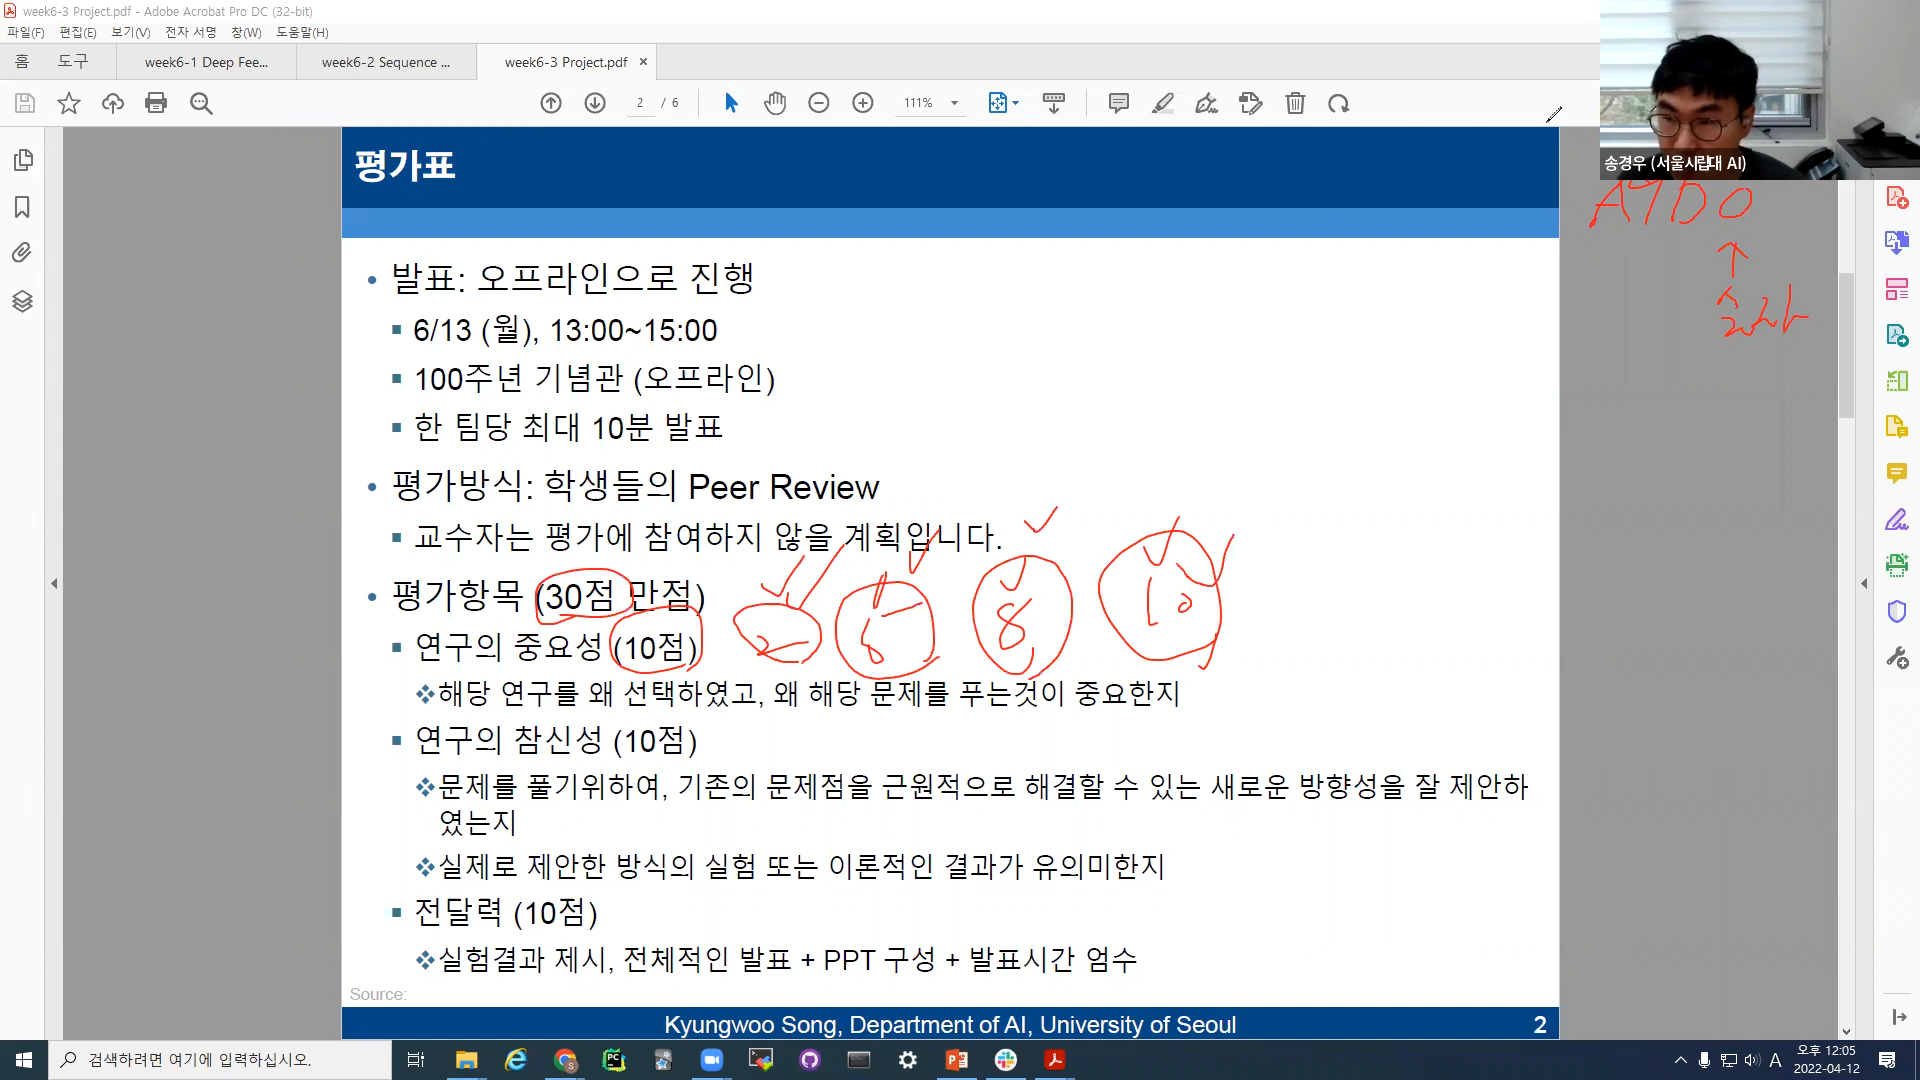 week6-3 Project.pdf - Adobe Acrobat Pro DC (32-bit)
파일(F) 편집(E) 보기(V) 전자 서명 창(W) 도움말(H)
홈 도구 week6-1 Deep Fee... week6-2 Sequence ... week6-3 Project.pdf ×
2 / 6 111%
송경우 (서울시립대 AI)
평가표
• 발표: 오프라인으로 진행
6/13 (월), 13:00~15:00
100주년 기념관 (오프라인)
한 팀당 최대 10분 발표
• 평가방식: 학생들의 Peer Review
교수자는 평가에 참여하지 않을 계획입니다.
• 평가항목 (30점 만점)
연구의 중요성 (10점)
2 6 8 10
❖해당 연구를 왜 선택하였고, 왜 해당 문제를 푸는것이 중요한지
연구의 참신성 (10점)
❖문제를 풀기위하여, 기존의 문제점을 근원적으로 해결할 수 있는 새로운 방향성을 잘 제안하
였는지
❖실제로 제안한 방식의 실험 또는 이론적인 결과가 유의미한지
전달력 (10점)
❖실험결과 제시, 전체적인 발표 + PPT 구성 + 발표시간 엄수
Source:
Kyungwoo Song, Department of AI, University of Seoul 2
검색하려면 여기에 입력하십시오.
A 오후 12:05
2022-04-12